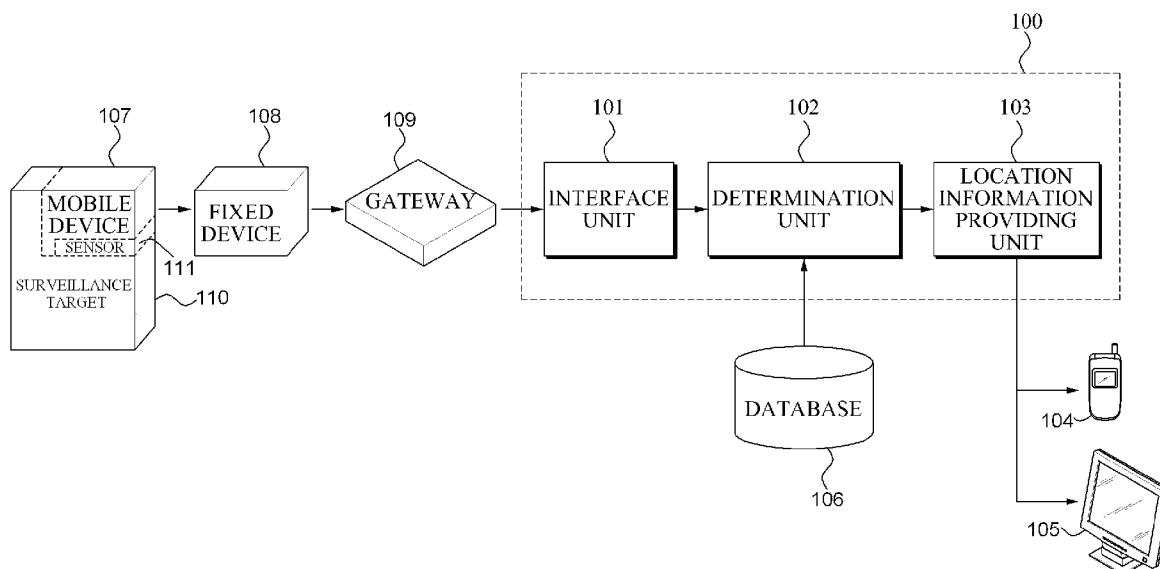 100
107
108
109
101
102
103
MOBILE
DEVICE
SENSOR
111
SURVEILLANCE
TARGET
110
FIXED
DEVICE
GATEWAY
INTERFACE
UNIT
DETERMINATION
UNIT
LOCATION
INFORMATION
PROVIDING
UNIT
DATABASE
106
104
105